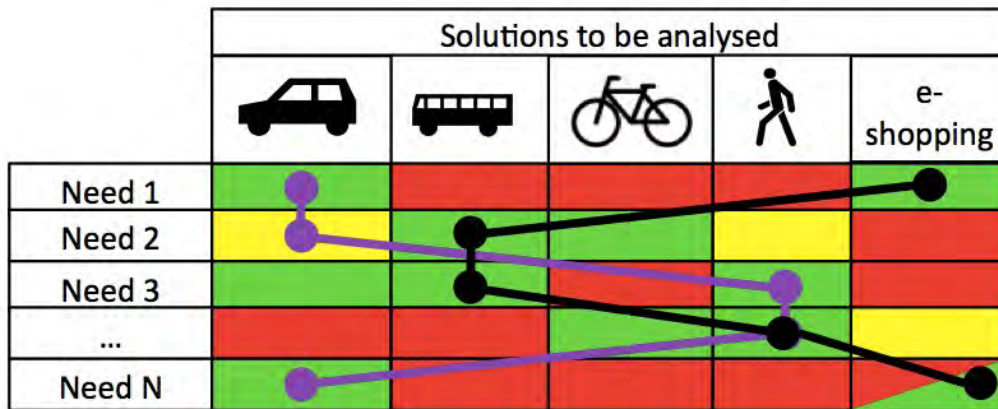 Solutions to be analysed
e-
shopping
Need 1
Need 2
Need 3
...
Need N